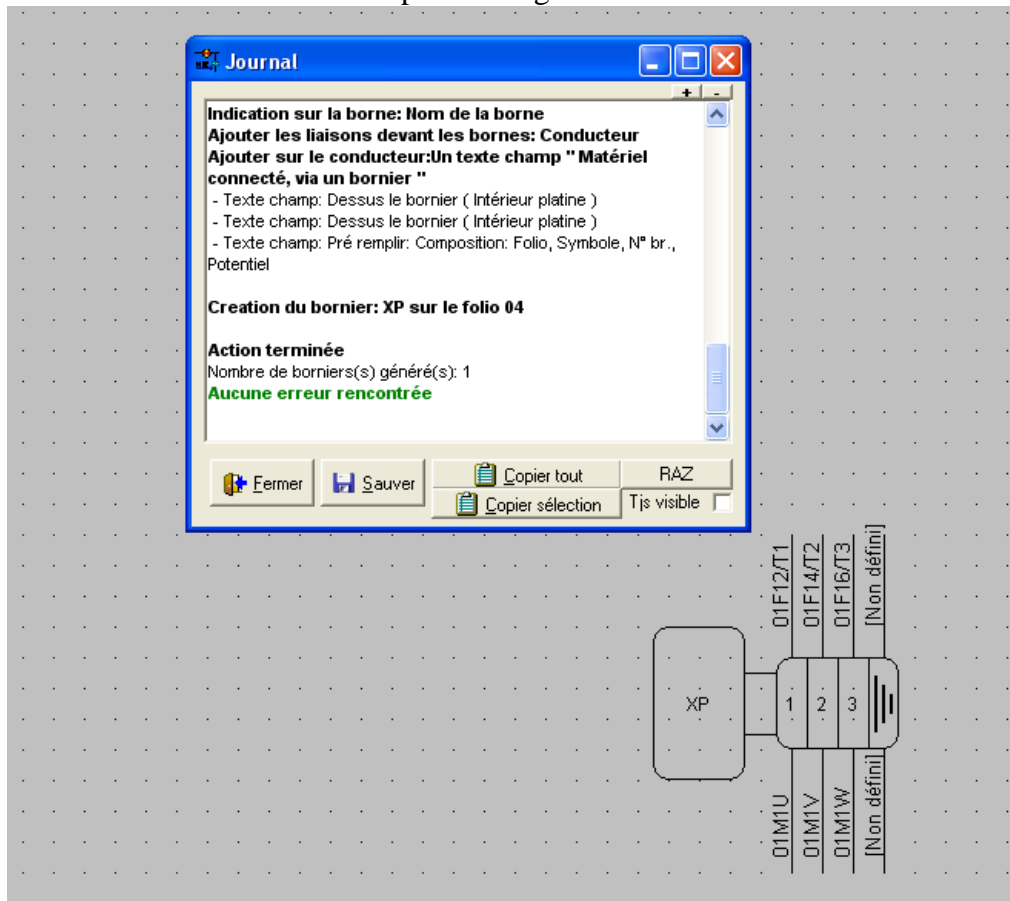 Journal
+ -
Indication sur la borne: Nom de la borne
Ajouter les liaisons devant les bornes: Conducteur
Ajouter sur le conducteur:Un texte champ " Matériel
connecté, via un bornier "
- Texte champ: Dessus le bornier ( Intérieur platine )
- Texte champ: Dessus le bornier ( Intérieur platine )
- Texte champ: Pré remplir: Composition: Folio, Symbole, N° br.,
Potentiel
Creation du bornier: XP sur le folio 04
Action terminée
Nombre de borniers(s) généré(s): 1
Aucune erreur rencontrée
Fermer
Sauver
Copier tout
RAZ
Copier sélection
Tjs visible
01F12/T1
01F14/T2
01F16/T3
[Non défini]
XP
1
2
3
01M1U
01M1V
01M1W
[Non défini]